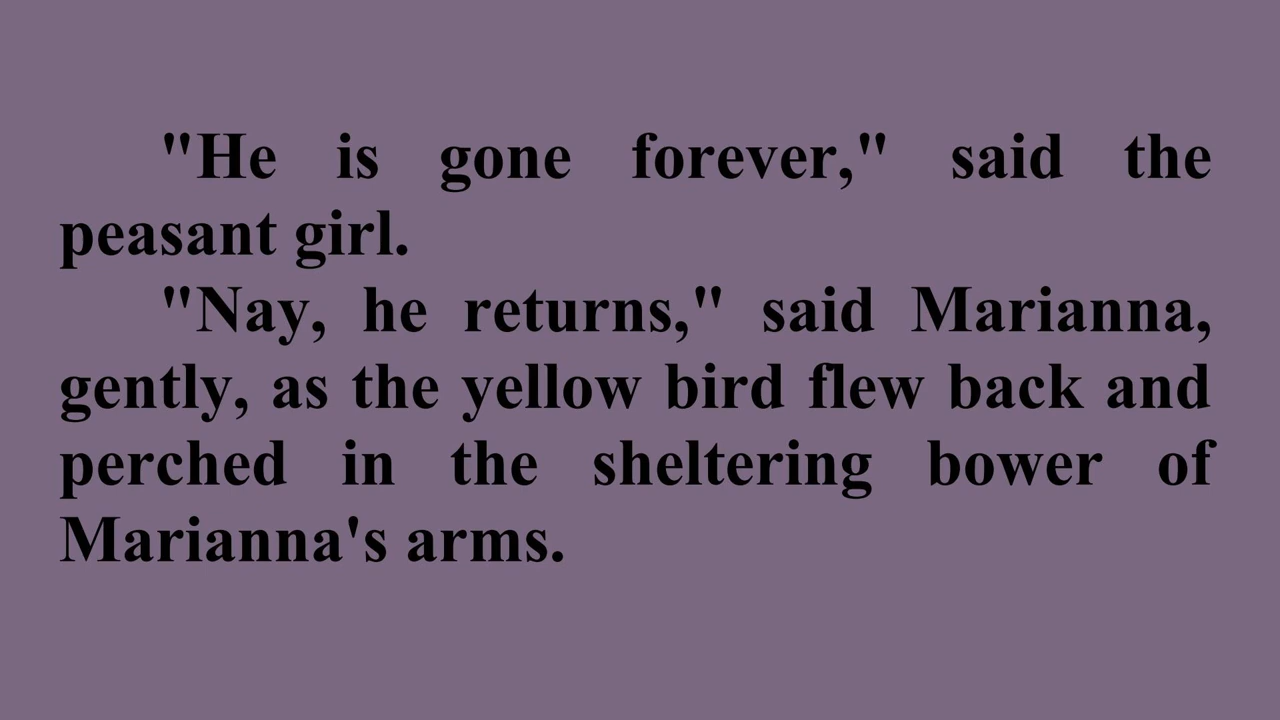 "He is gone forever," said the
peasant girl.
"Nay, he returns," said Marianna,
gently, as the yellow bird flew back and
perched in the sheltering bower of
Marianna's arms.